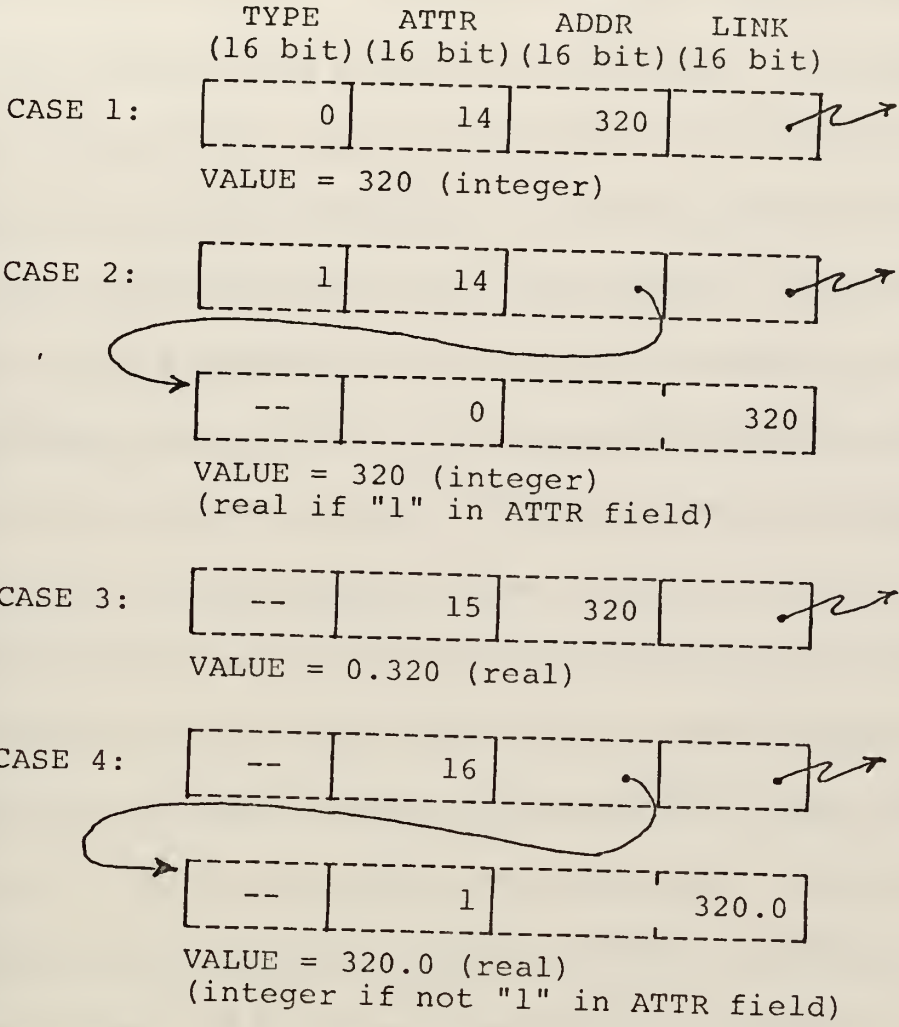 TYPE ATTR ADDR LINK
(16 bit) (16 bit) (16 bit) (16 bit)
CASE 1: 0 14 320
VALUE = 320 (integer)
CASE 2: 1 14
-- 0 320
VALUE = 320 (integer)
(real if "1" in ATTR field)
CASE 3: -- 15 320
VALUE = 0.320 (real)
CASE 4: -- 16
-- 1 320.0
VALUE = 320.0 (real)
(integer if not "1" in ATTR field)